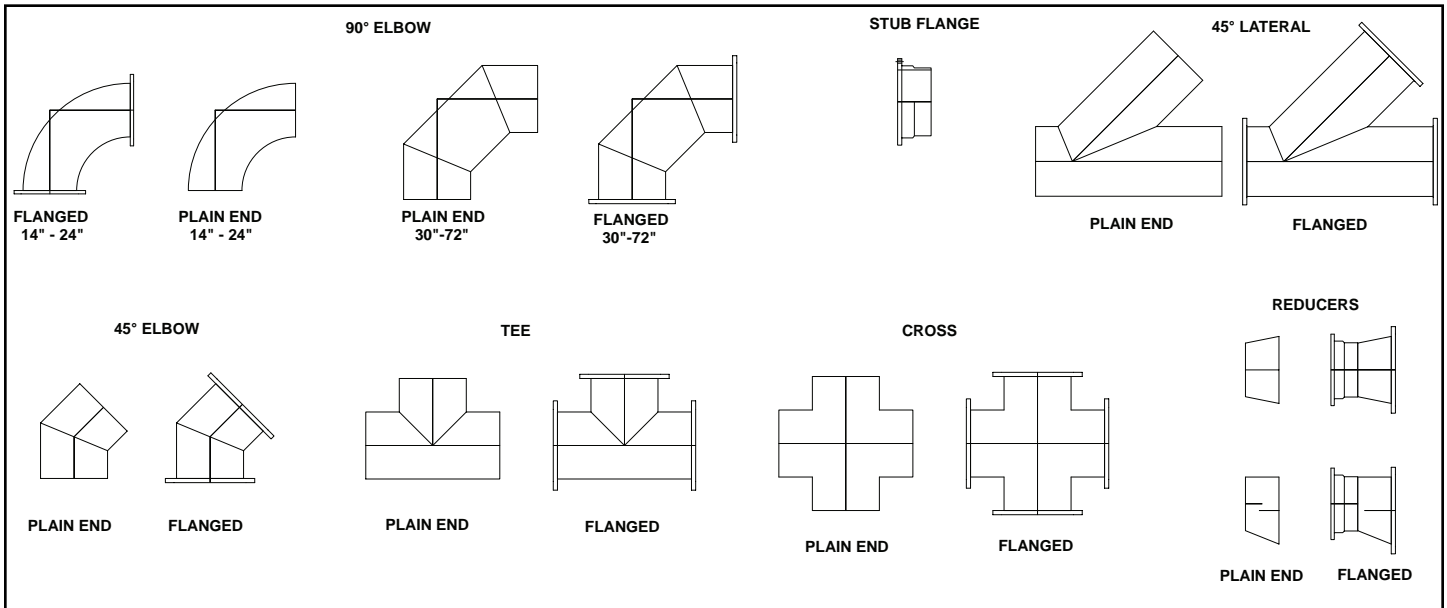 90° ELBOW
STUB FLANGE
45° LATERAL
FLANGED
14" - 24"
PLAIN END
14" - 24"
PLAIN END
30"-72"
FLANGED
30"-72"
PLAIN END
FLANGED
45° ELBOW
TEE
CROSS
REDUCERS
PLAIN END
FLANGED
PLAIN END
FLANGED
PLAIN END
FLANGED
PLAIN END
FLANGED